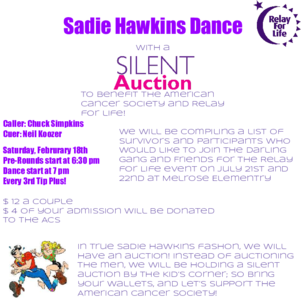 Sadie Hawkins Dance
Relay
For
Life
With a
SILENT
Auction
To Benefit the American
Cancer Society and Relay
for Life!
Caller: Chuck Simpkins
Cuer: Neil Koozer
Saturday, Februrary 18th
Pre-Rounds start at 6:30 pm
Dance start at 7 pm
Every 3rd Tip Plus!
We will be compiling a list of
survivors and participants who
would like to join the Darling
Gang and Friends for the Relay
for Life event on July 21st and
22nd at Melrose Elementry
$ 12 a couple
$ 4 of your admission will be donated
to the ACS
In true Sadie Hawkins fashon, we will
have an aution! Instead of auctioning
the men, we will be holding a silent
auction by the kid's corner; so bring
your wallets, and let's support the
American Cancer Society!